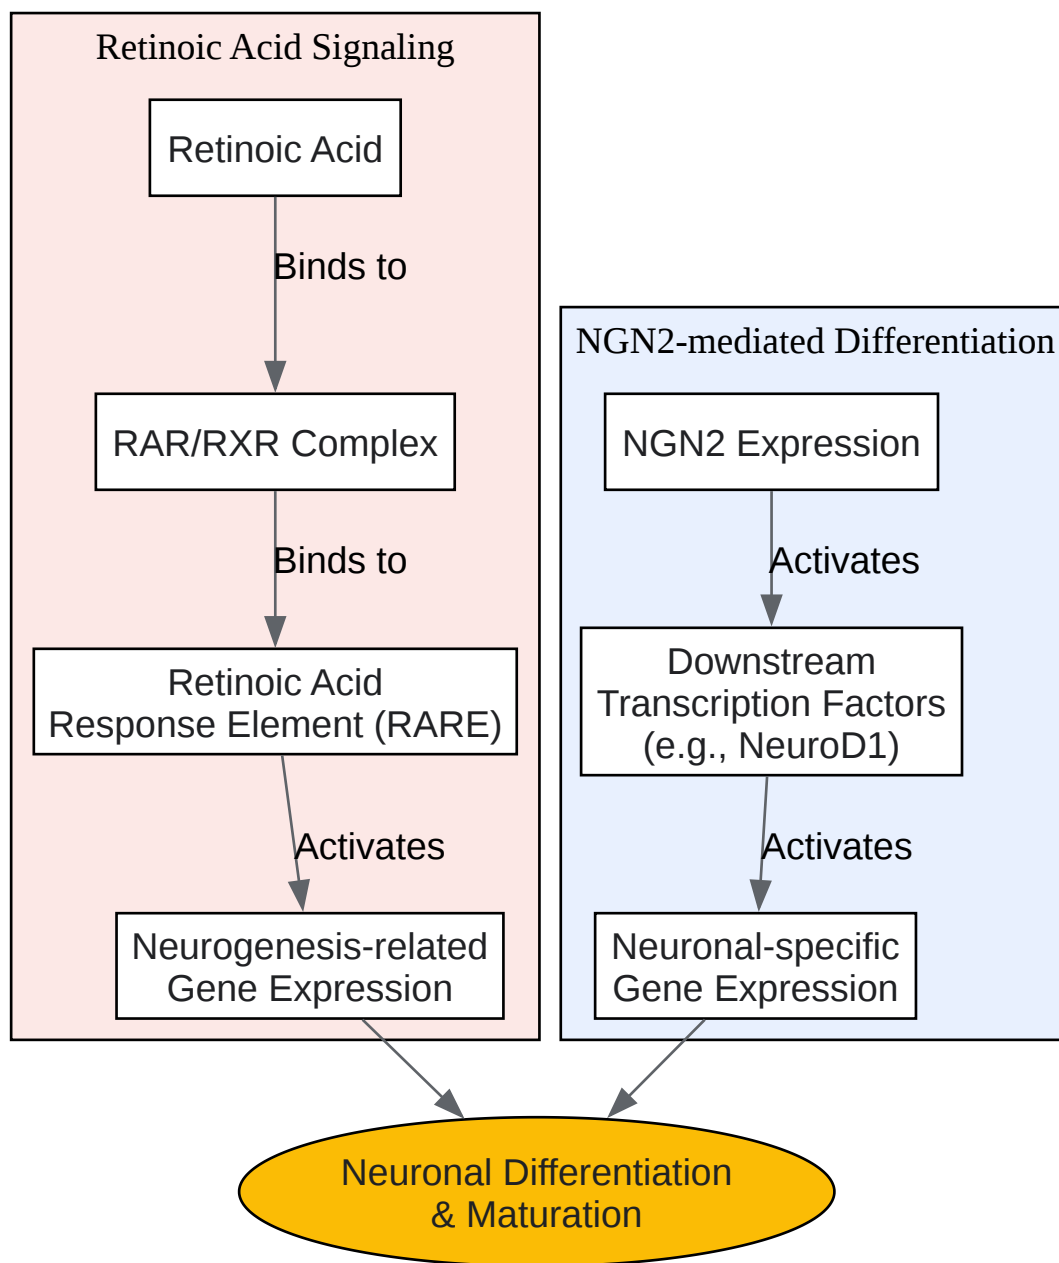 Retinoic Acid Signaling
Retinoic Acid
Binds to
RAR/RXR Complex
Binds to
Retinoic Acid
Response Element (RARE)
Activates
Neurogenesis-related
Gene Expression
NGN2-mediated Differentiation
NGN2 Expression
Activates
Downstream
Transcription Factors
(e.g., NeuroD1)
Activates
Neuronal-specific
Gene Expression
Neuronal Differentiation
& Maturation